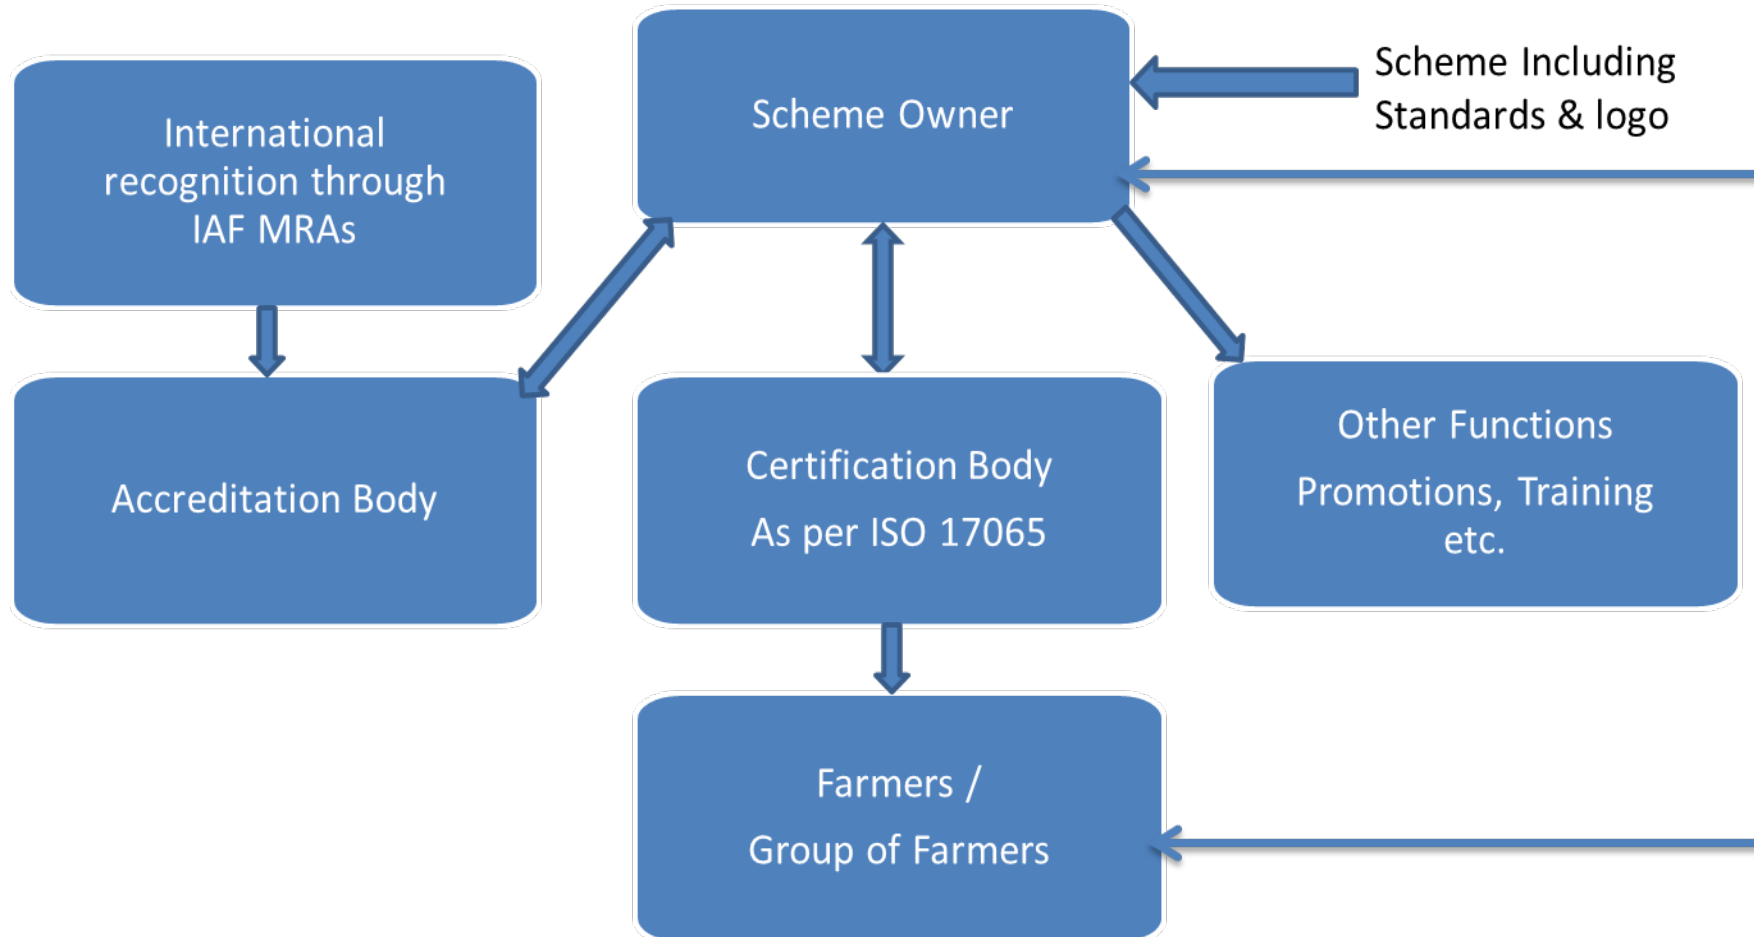 Scheme Owner
Scheme Including
Standards & logo
International
recognition through
IAF MRAs
Accreditation Body
Certification Body
As per ISO 17065
Other Functions
Promotions, Training
etc.
Farmers /
Group of Farmers